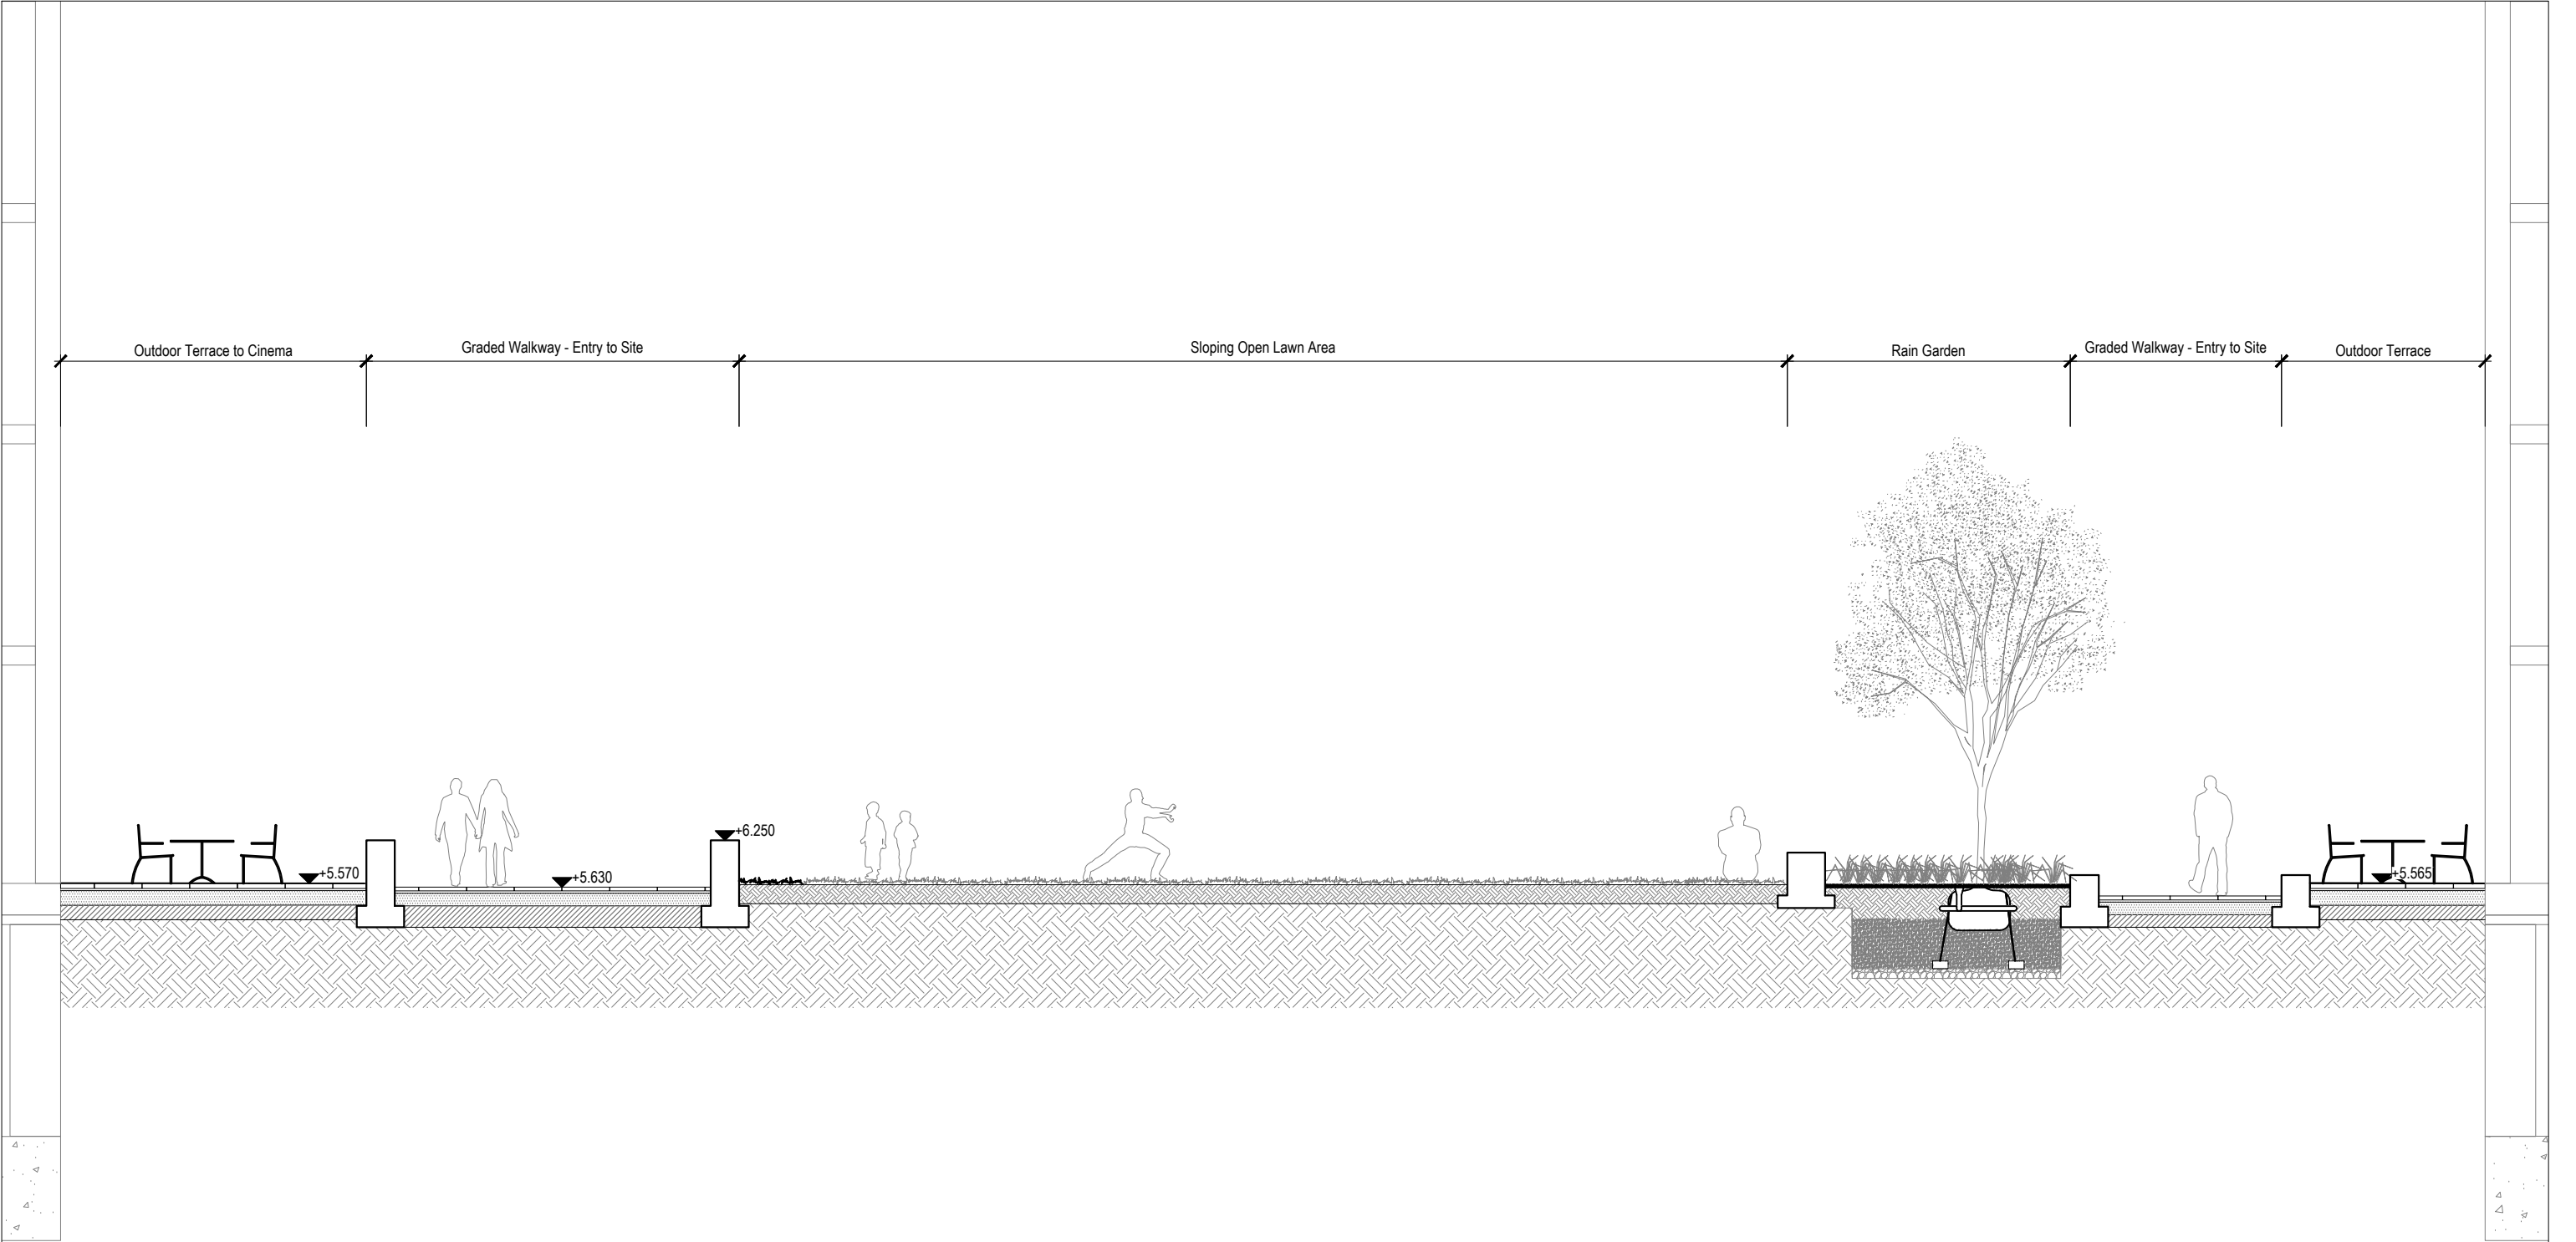 Outdoor Terrace to Cinema
Graded Walkway - Entry to Site
Sloping Open Lawn Area
Rain Garden
Graded Walkway - Entry to Site
Outdoor Terrace
+6.250
+5.570
+5.630
+5.565